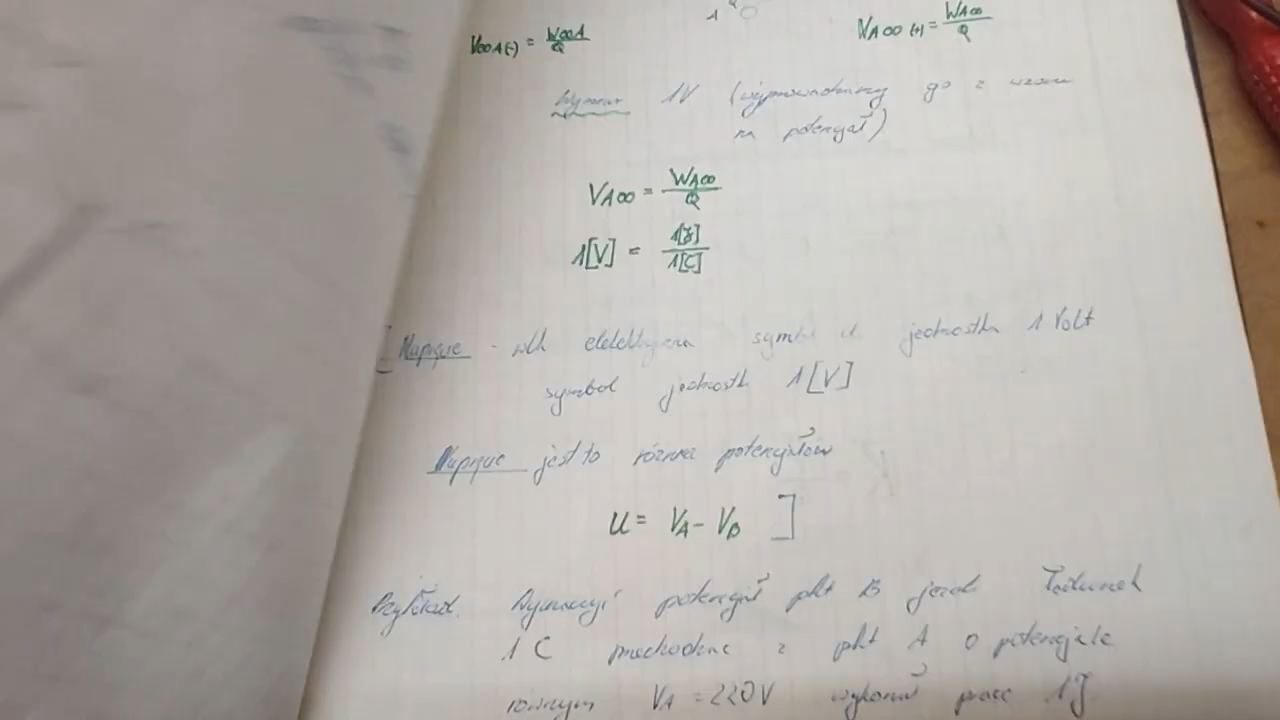 V∞A(-) = W∞A/Q VA∞(+) = WA∞/Q
Wymiar 1V (wyprowadzamy go z wzoru
na potencjał)
VA∞ = WA∞/Q
1[V] = 1[J]/1[C]
[Napięcie - wlk elektryczna symbol U jednostka 1 Volt
symbol jednostk 1[V]
Napięcie jest to różnica potencjałów
U = VA - VB ]
Przykład. Wyznaczyć potencjał pkt B jeżeli ładunek
1 C przechodząc z pkt A o potencjale
równym VA = 220V wykonał pracę 1J